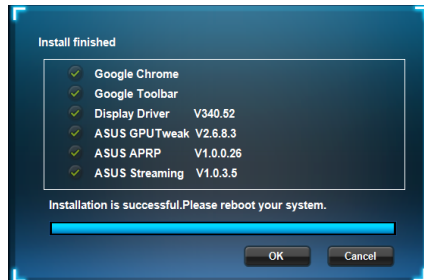 Install finished
Google Chrome
Google Toolbar
Display Driver V340.52
ASUS GPUTweak V2.6.8.3
ASUS APRP V1.0.0.26
ASUS Streaming V1.0.3.5
Installation is successful.Please reboot your system.
OK Cancel